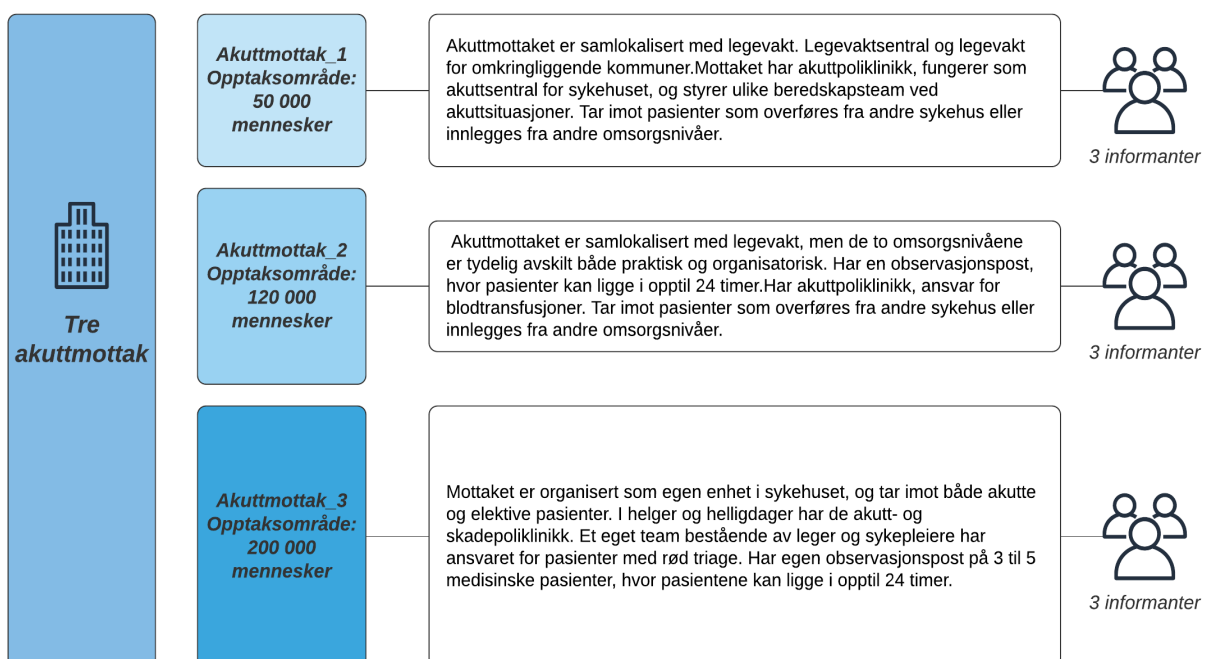 Tre
akuttmottak
Akuttmottak_1
Opptaksområde:
50 000
mennesker
Akuttmottaket er samlokalisert med legevakt. Legevaktsentral og legevakt
for omkringliggende kommuner.Mottaket har akuttpoliklinikk, fungerer som
akuttsentral for sykehuset, og styrer ulike beredskapsteam ved
akuttsituasjoner. Tar imot pasienter som overføres fra andre sykehus eller
innlegges fra andre omsorgsnivåer.
3 informanter
Akuttmottak_2
Opptaksområde:
120 000
mennesker
Akuttmottaket er samlokalisert med legevakt, men de to omsorgsnivåene
er tydelig avskilt både praktisk og organisatorisk. Har en observasjonspost,
hvor pasienter kan ligge i opptil 24 timer.Har akuttpoliklinikk, ansvar for
blodtransfusjoner. Tar imot pasienter som overføres fra andre sykehus eller
innlegges fra andre omsorgsnivåer.
3 informanter
Akuttmottak_3
Opptaksområde:
200 000
mennesker
Mottaket er organisert som egen enhet i sykehuset, og tar imot både akutte
og elektive pasienter. I helger og helligdager har de akutt- og
skadepoliklinikk. Et eget team bestående av leger og sykepleiere har
ansvaret for pasienter med rød triage. Har egen observasjonspost på 3 til 5
medisinske pasienter, hvor pasientene kan ligge i opptil 24 timer.
3 informanter